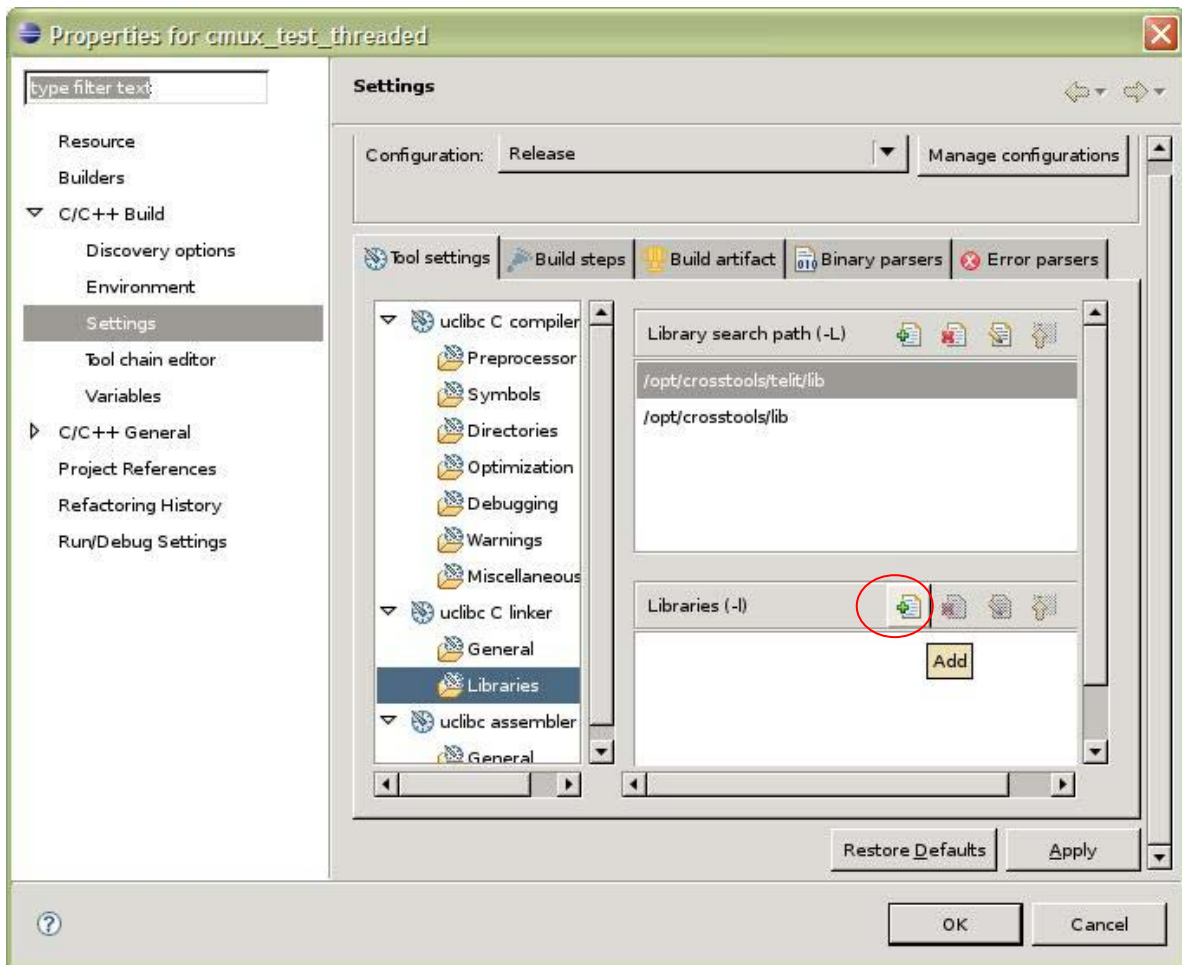 Properties for cmux_test_threaded
type filter text
Settings
Resource
Builders
C/C++ Build
Discovery options
Environment
Settings
Tool chain editor
Variables
C/C++ General
Project References
Refactoring History
Run/Debug Settings
Configuration: Release Manage configurations
Tool settings Build steps Build artifact Binary parsers Error parsers
uclibc C compiler
Preprocessor
Symbols
Directories
Optimization
Debugging
Warnings
Miscellaneous
uclibc C linker
General
Libraries
uclibc assembler
General
Library search path (-L)
/opt/crosstools/telit/lib
/opt/crosstools/lib
Libraries (-l)
Add
Restore Defaults Apply
OK Cancel